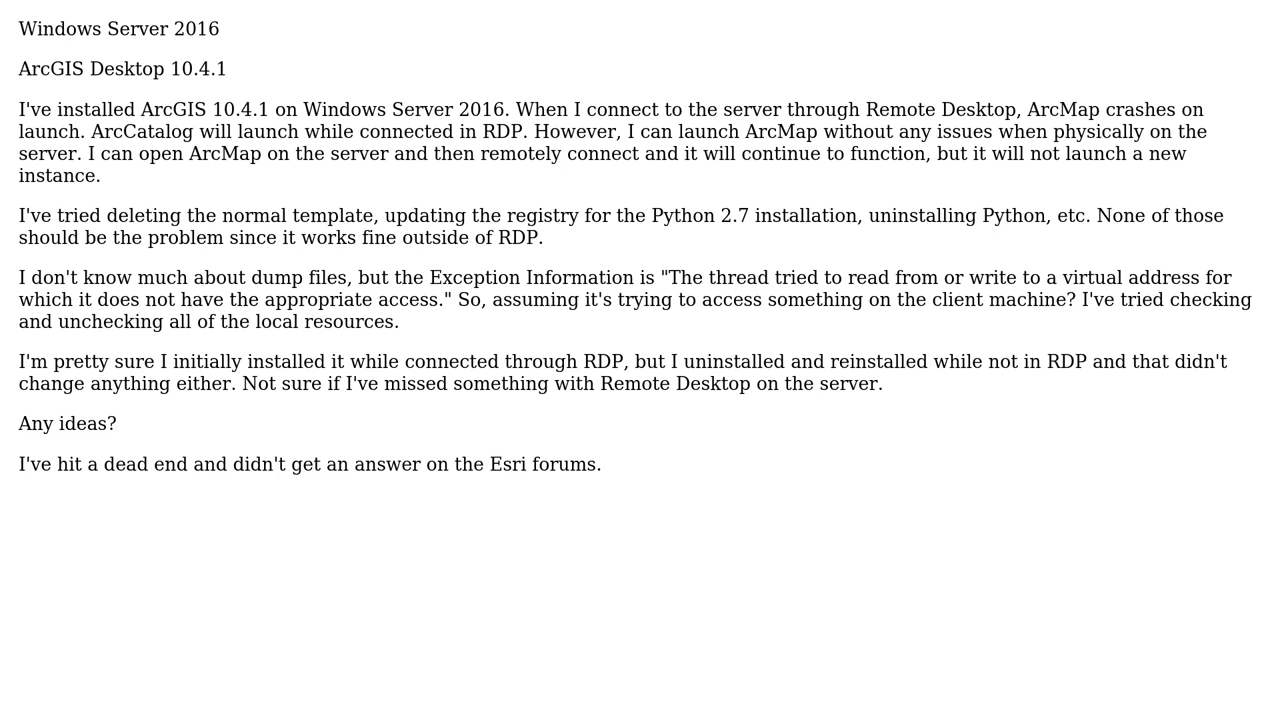 Windows Server 2016
ArcGIS Desktop 10.4.1
I've installed ArcGIS 10.4.1 on Windows Server 2016. When I connect to the server through Remote Desktop, ArcMap crashes on
launch. ArcCatalog will launch while connected in RDP. However, I can launch ArcMap without any issues when physically on the
server. I can open ArcMap on the server and then remotely connect and it will continue to function, but it will not launch a new
instance.
I've tried deleting the normal template, updating the registry for the Python 2.7 installation, uninstalling Python, etc. None of those
should be the problem since it works fine outside of RDP.
I don't know much about dump files, but the Exception Information is "The thread tried to read from or write to a virtual address for
which it does not have the appropriate access." So, assuming it's trying to access something on the client machine? I've tried checking
and unchecking all of the local resources.
I'm pretty sure I initially installed it while connected through RDP, but I uninstalled and reinstalled while not in RDP and that didn't
change anything either. Not sure if I've missed something with Remote Desktop on the server.
Any ideas?
I've hit a dead end and didn't get an answer on the Esri forums.